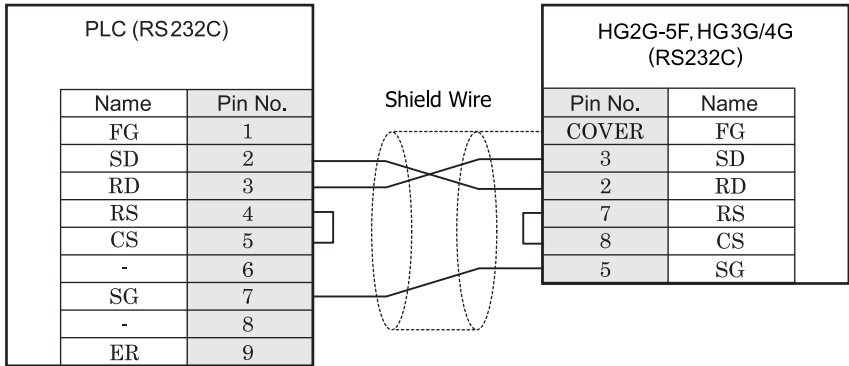 PLC (RS232C)
Name Pin No.
FG 1
SD 2
RD 3
RS 4
CS 5
- 6
SG 7
- 8
ER 9
Shield Wire
HG2G-5F, HG3G/4G
(RS232C)
Pin No. Name
COVER FG
3 SD
2 RD
7 RS
8 CS
5 SG